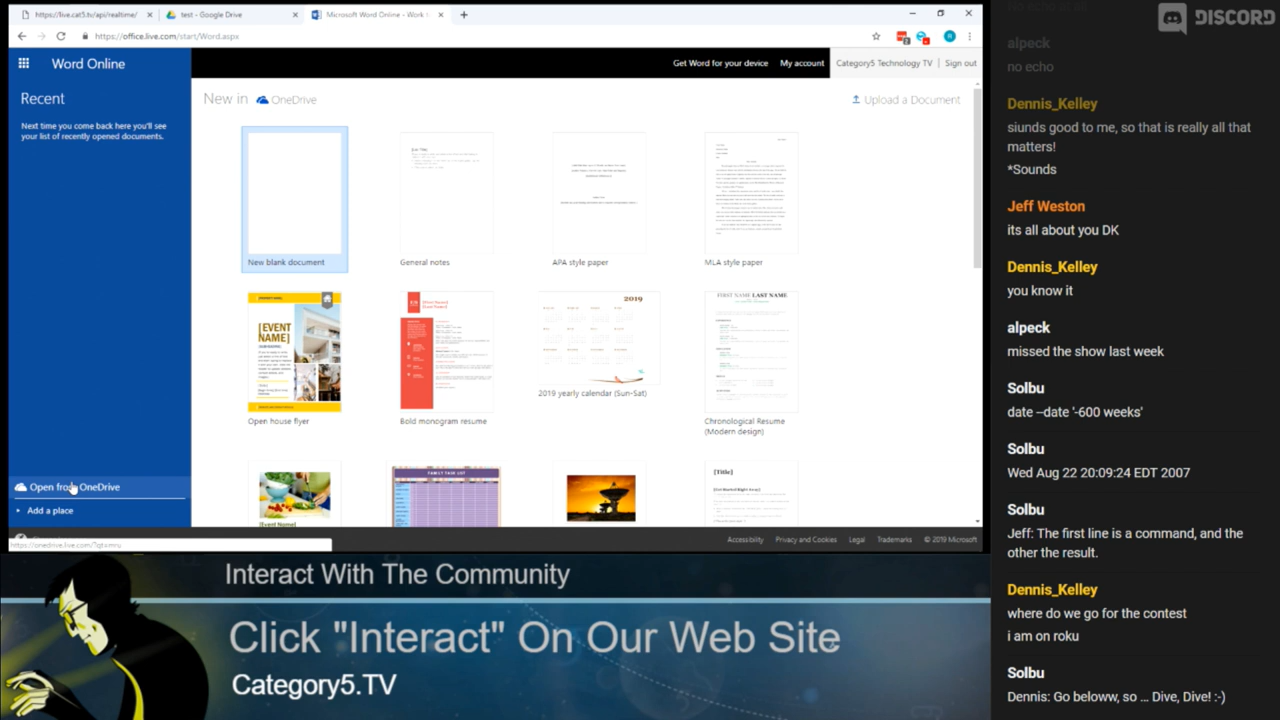 https://live.cat5.tv/api/realtime/
test - Google Drive
Microsoft Word Online - Work t
https://office.live.com/start/Word.aspx
Word Online
Get Word for your device
My account
Category5 Technology TV
Sign out
Recent
Next time you come back here you'll see
your list of recently opened documents.
New in OneDrive
Upload a Document
New blank document
General notes
APA style paper
MLA style paper
[EVENT
NAME]
2019
FIRST NAME LAST NAME
Open house flyer
Bold monogram resume
2019 yearly calendar (Sun-Sat)
Chronological Resume
(Modern design)
Open from OneDrive
Add a place
FAMILY TASK LIST
[Title]
[Event Name]
Accessibility
Privacy and Cookies
Legal
Trademarks
© 2019 Microsoft
Interact With The Community
Click "Interact" On Our Web Site
Category5.TV
DISCORD
No echo is all
alpeck
no echo
Dennis_Kelley
siunds good to me, so that is really all that
matters!
*Sounds
Jeff Weston
its all about you DK
Dennis_Kelley
you know it
alpeck
missed the show last week
Solbu
date --date '-600 weeks'
Solbu
Wed Aug 22 20:09:24 EDT 2007
Solbu
Jeff: The first line is a command, and the
other the result.
Dennis_Kelley
where do we go for the contest
i am on roku
Solbu
Dennis: Go beloww, so ... Dive, Dive! :-)